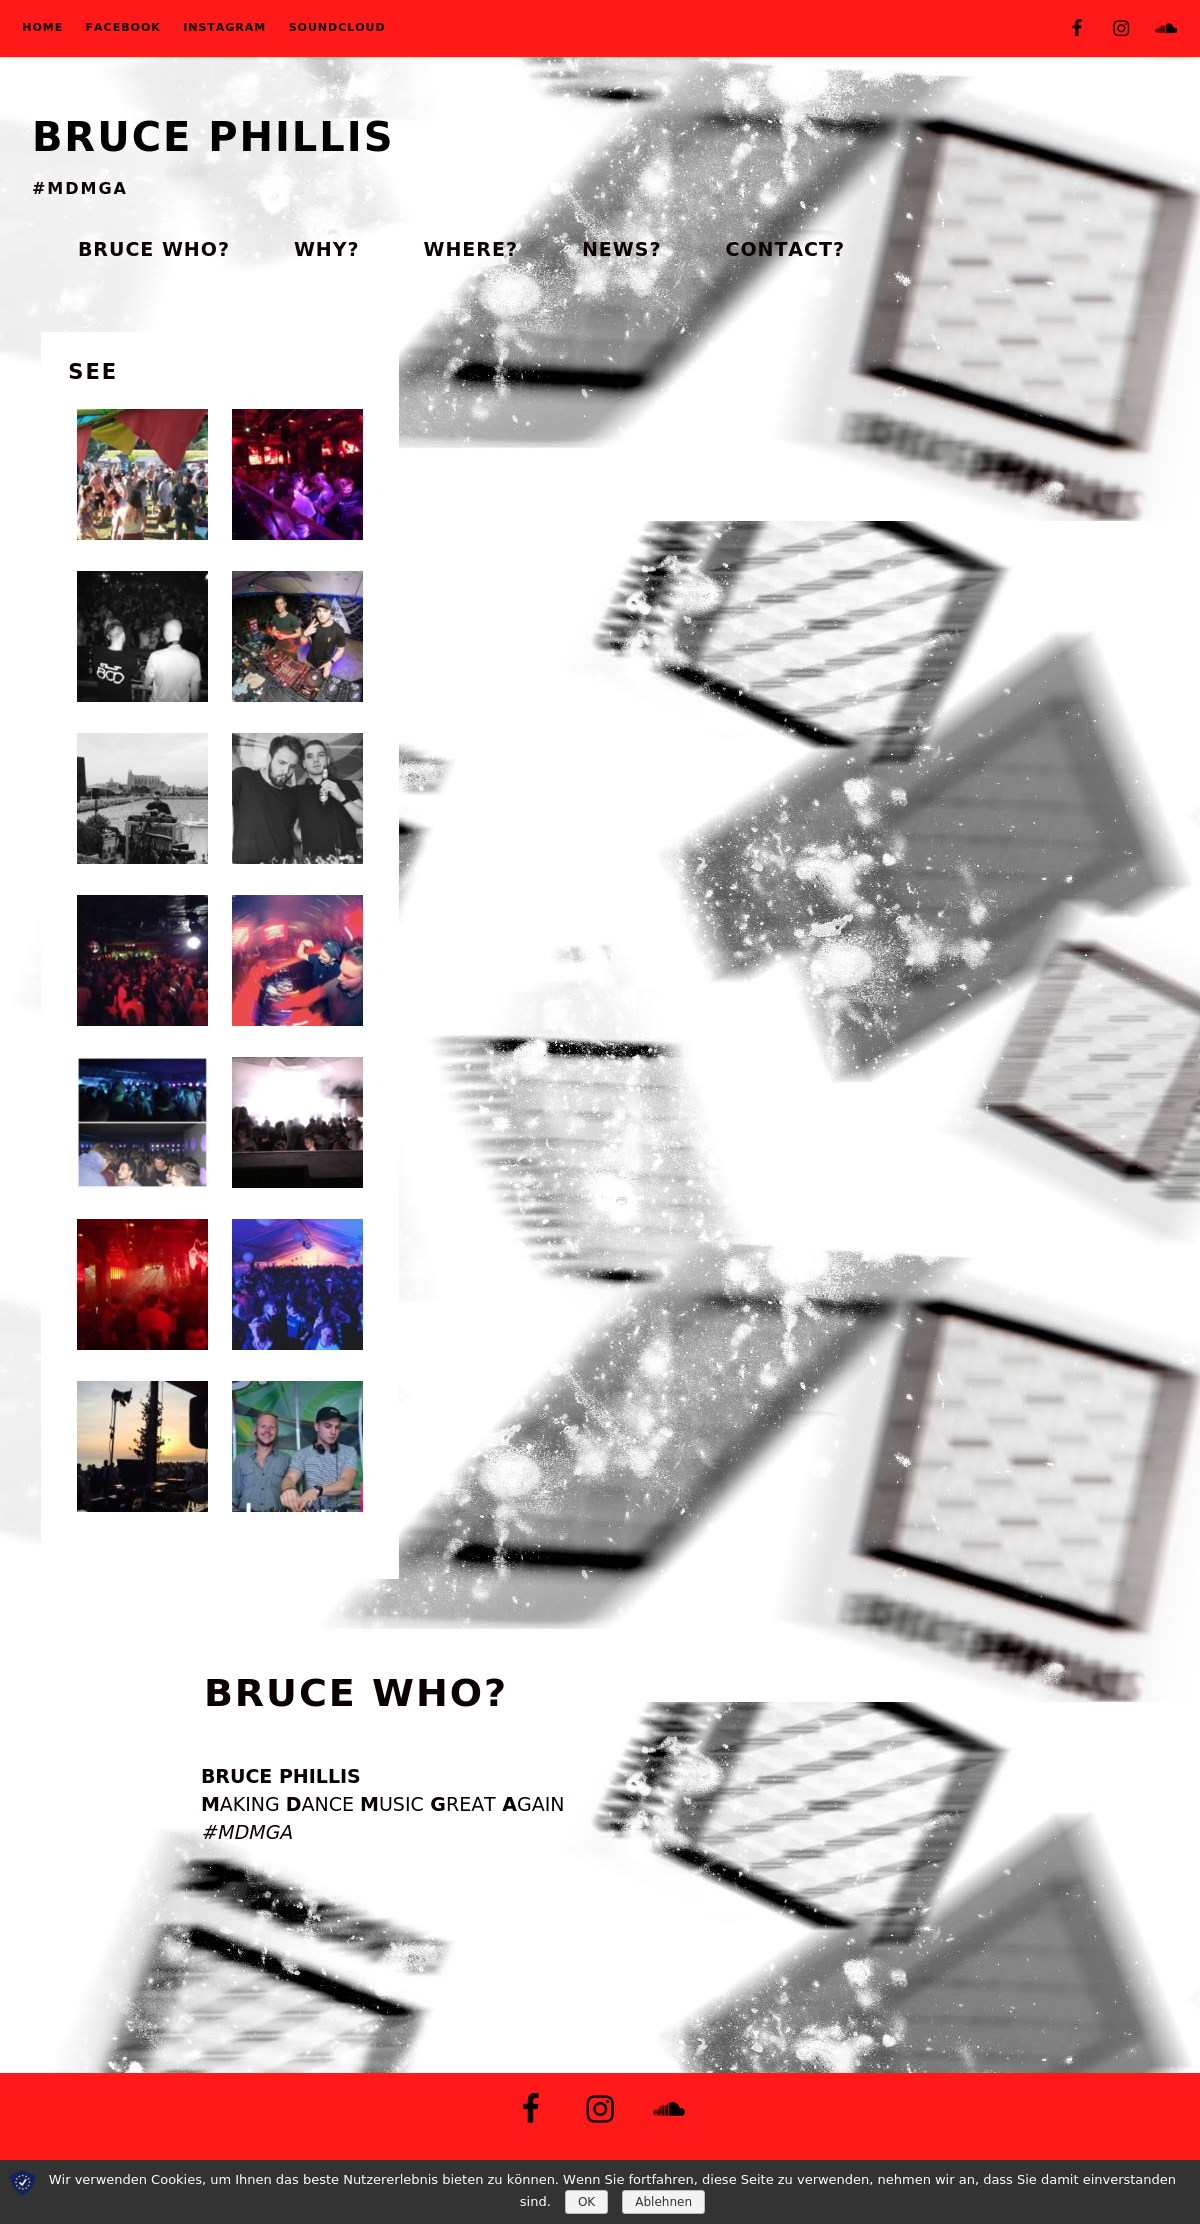 HOME FACEBOOK INSTAGRAM SOUNDCLOUD
BRUCE PHILLIS
#MDMGA
BRUCE WHO? WHY? WHERE? NEWS? CONTACT?
SEE
BRUCE WHO?
BRUCE PHILLIS
MAKING DANCE MUSIC GREAT AGAIN
#MDMGA
Wir verwenden Cookies, um Ihnen das beste Nutzererlebnis bieten zu können. Wenn Sie fortfahren, diese Seite zu verwenden, nehmen wir an, dass Sie damit einverstanden
sind. OK Ablehnen